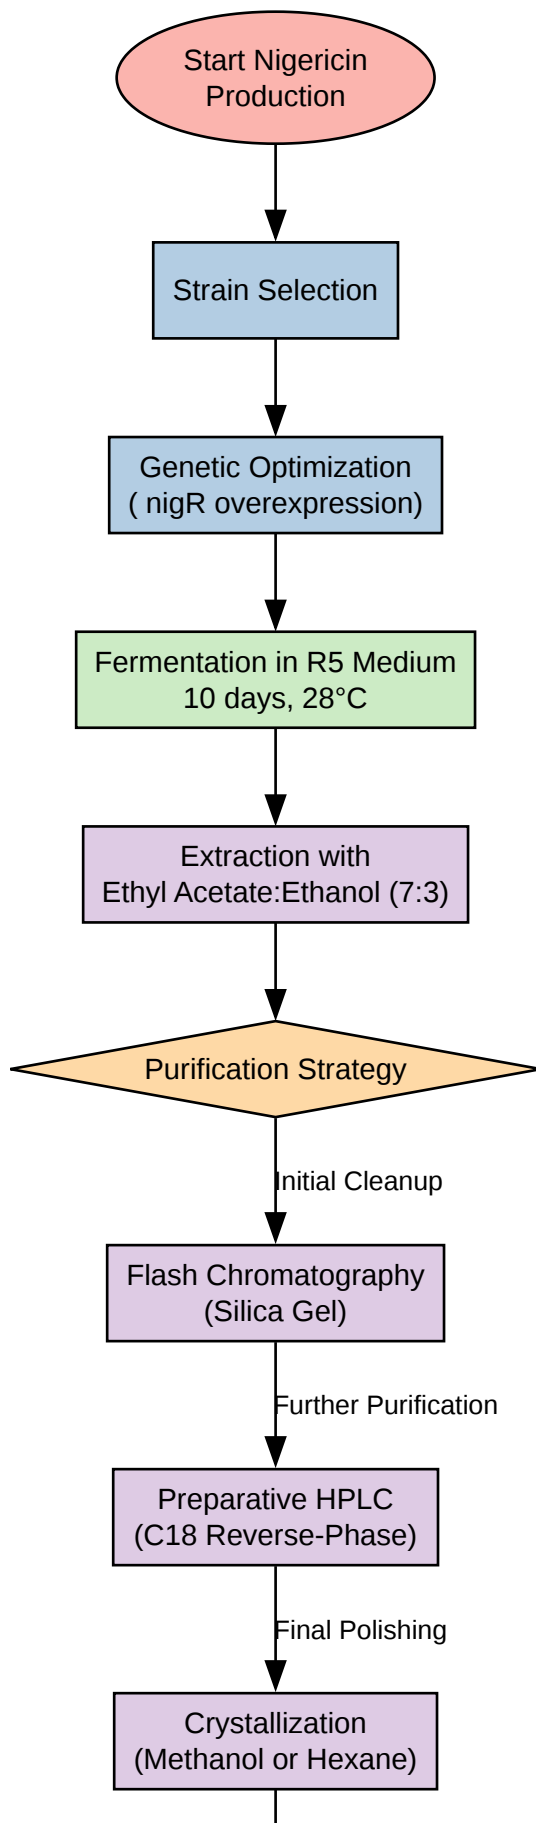 Start Nigericin
Production
Strain Selection
Genetic Optimization
( nigR overexpression)
Fermentation in R5 Medium
10 days, 28°C
Extraction with
Ethyl Acetate:Ethanol (7:3)
Purification Strategy
Initial Cleanup
Flash Chromatography
(Silica Gel)
Further Purification
Preparative HPLC
(C18 Reverse-Phase)
Final Polishing
Crystallization
(Methanol or Hexane)